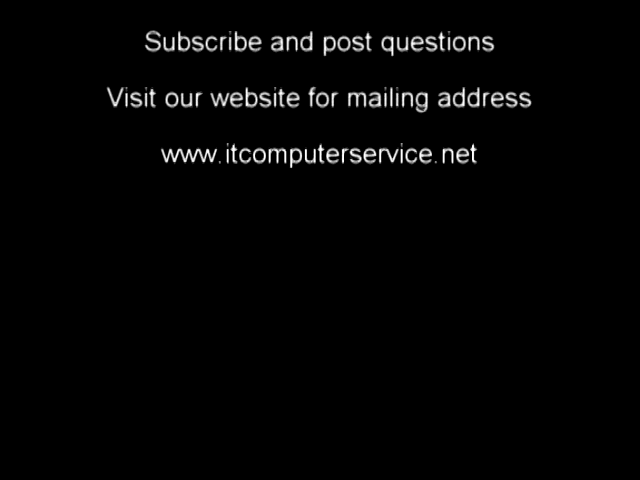 Subscribe and post questions
Visit our website for mailing address
www.itcomputerservice.net